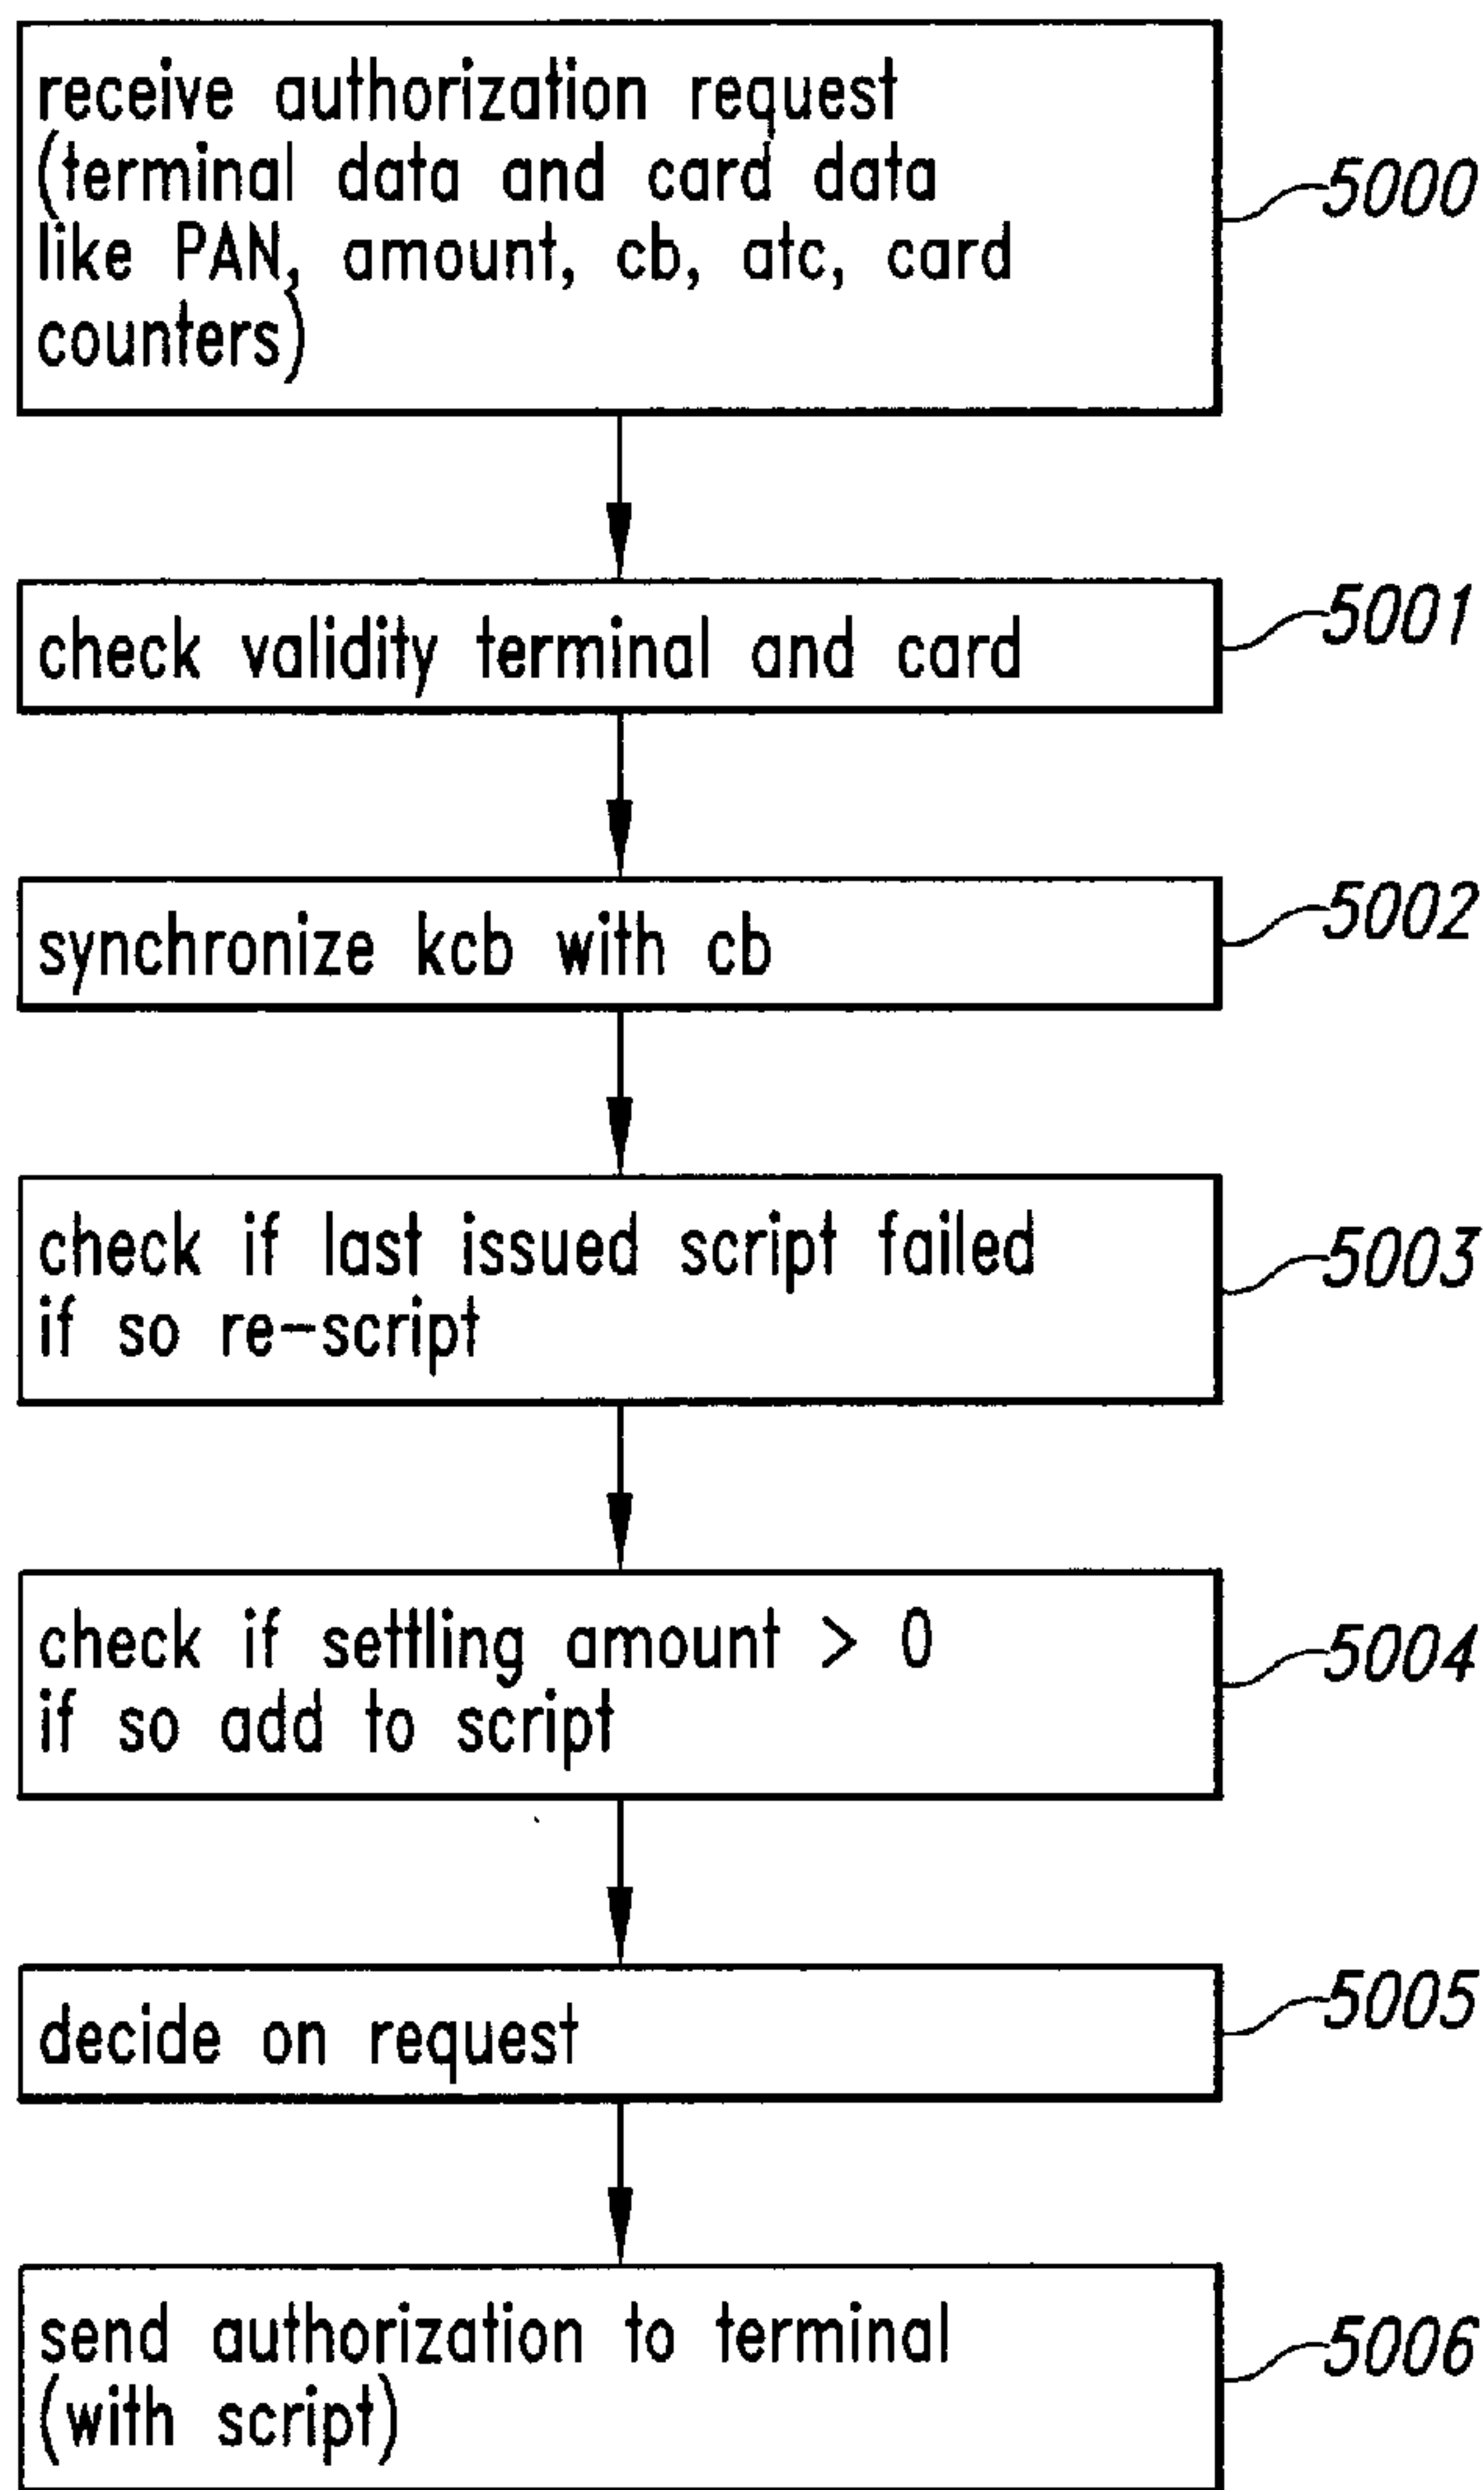 receive authorization request
(terminal data and card data
like PAN, amount, cb, atc, card
counters)
5000
check validity terminal and card
5001
synchronize kcb with cb
5002
check if last issued script failed
if so re-script
5003
check if settling amount > 0
if so add to script
5004
decide on request
5005
send authorization to terminal
(with script)
5006